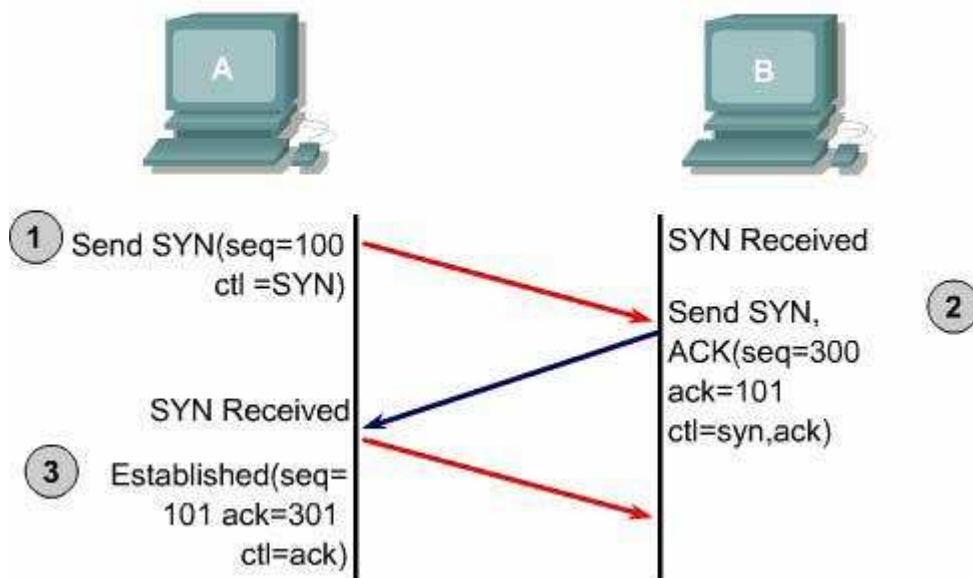 A
B
1
Send SYN(seq=100
ctl =SYN)
SYN Received
2
Send SYN,
ACK(seq=300
ack=101
ctl=syn,ack)
SYN Received
3
Established(seq=
101 ack=301
ctl=ack)